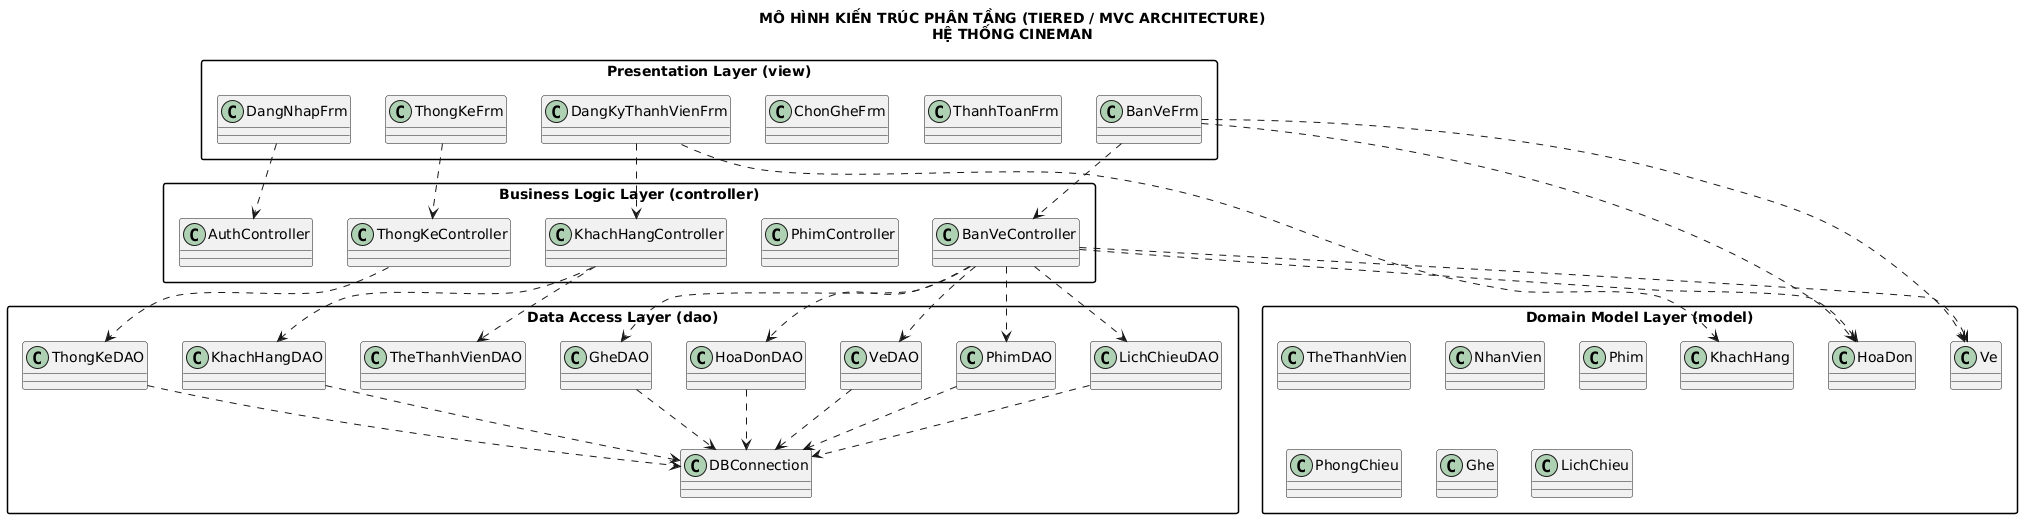 MÔ HÌNH KIẾN TRÚC PHÂN TẦNG (TIERED / MVC ARCHITECTURE)
HỆ THỐNG CINEMAN
Presentation Layer (view)
C DangNhapFrm
C ThongKeFrm
C DangKyThanhVienFrm
C ChonGheFrm
C ThanhToanFrm
C BanVeFrm
Business Logic Layer (controller)
C AuthController
C ThongKeController
C KhachHangController
C PhimController
C BanVeController
Data Access Layer (dao)
C ThongKeDAO
C KhachHangDAO
C TheThanhVienDAO
C GheDAO
C HoaDonDAO
C VeDAO
C PhimDAO
C LichChieuDAO
C DBConnection
Domain Model Layer (model)
C TheThanhVien
C NhanVien
C Phim
C KhachHang
C HoaDon
C Ve
C PhongChieu
C Ghe
C LichChieu